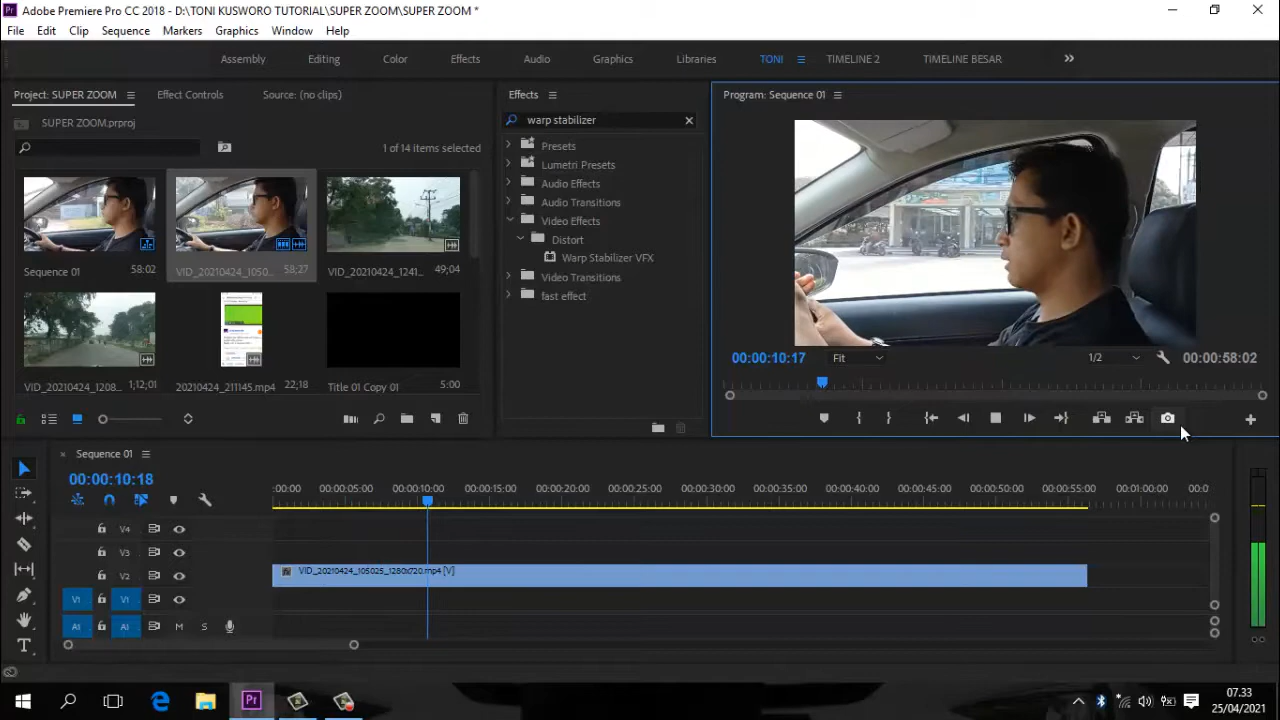 Pr Adobe Premiere Pro CC 2018 - D:\TONI KUSWORO TUTORIAL\SUPER ZOOM\SUPER ZOOM *
File Edit Clip Sequence Markers Graphics Window Help
Assembly Editing Color Effects Audio Graphics Libraries TONI TIMELINE 2 TIMELINE BESAR
Project: SUPER ZOOM Effect Controls Source: (no clips)
SUPER ZOOM.prproj
1 of 14 items selected
Sequence 01 58:02
VID_20210424_1050... 58;27
VID_20210424_1241... 49;04
VID_20210424_1208... 1;12;01
20210424_211145.mp4 22;18
Title 01 Copy 01 5:00
Effects
warp stabilizer
Presets
Lumetri Presets
Audio Effects
Audio Transitions
Video Effects
Distort
Warp Stabilizer VFX
Video Transitions
fast effect
Program: Sequence 01
00:00:10:17 Fit 1/2 00:00:58:02
Sequence 01
00:00:10:18
:00:00 00:00:05:00 00:00:10:00 00:00:15:00 00:00:20:00 00:00:25:00 00:00:30:00 00:00:35:00 00:00:40:00 00:00:45:00 00:00:50:00 00:00:55:00 00:01:00:00 00:0
V4
V3
V2 VID_20210424_105025_1280x720.mp4 [V]
V1 V1
A1 A1 M S
T
Pr
07.33
25/04/2021